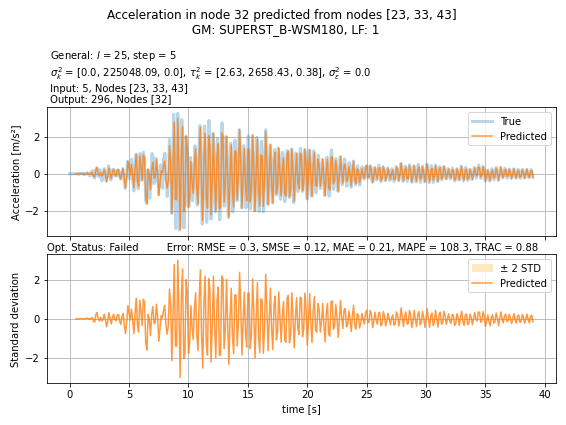 Acceleration in node 32 predicted from nodes [23, 33, 43]
GM: SUPERST_B-WSM180, LF: 1
General: l = 25, step = 5
σ²ₖ = [0.0, 225048.09, 0.0], τ²ₖ = [2.63, 2658.43, 0.38], σ²ε = 0.0
Input: 5, Nodes [23, 33, 43]
Output: 296, Nodes [32]
True
Predicted
Acceleration [m/s²]
2
0
−2
Opt. Status: Failed Error: RMSE = 0.3, SMSE = 0.12, MAE = 0.21, MAPE = 108.3, TRAC = 0.88
± 2 STD
Predicted
Standard deviation
2
0
−2
0 5 10 15 20 25 30 35 40
time [s]